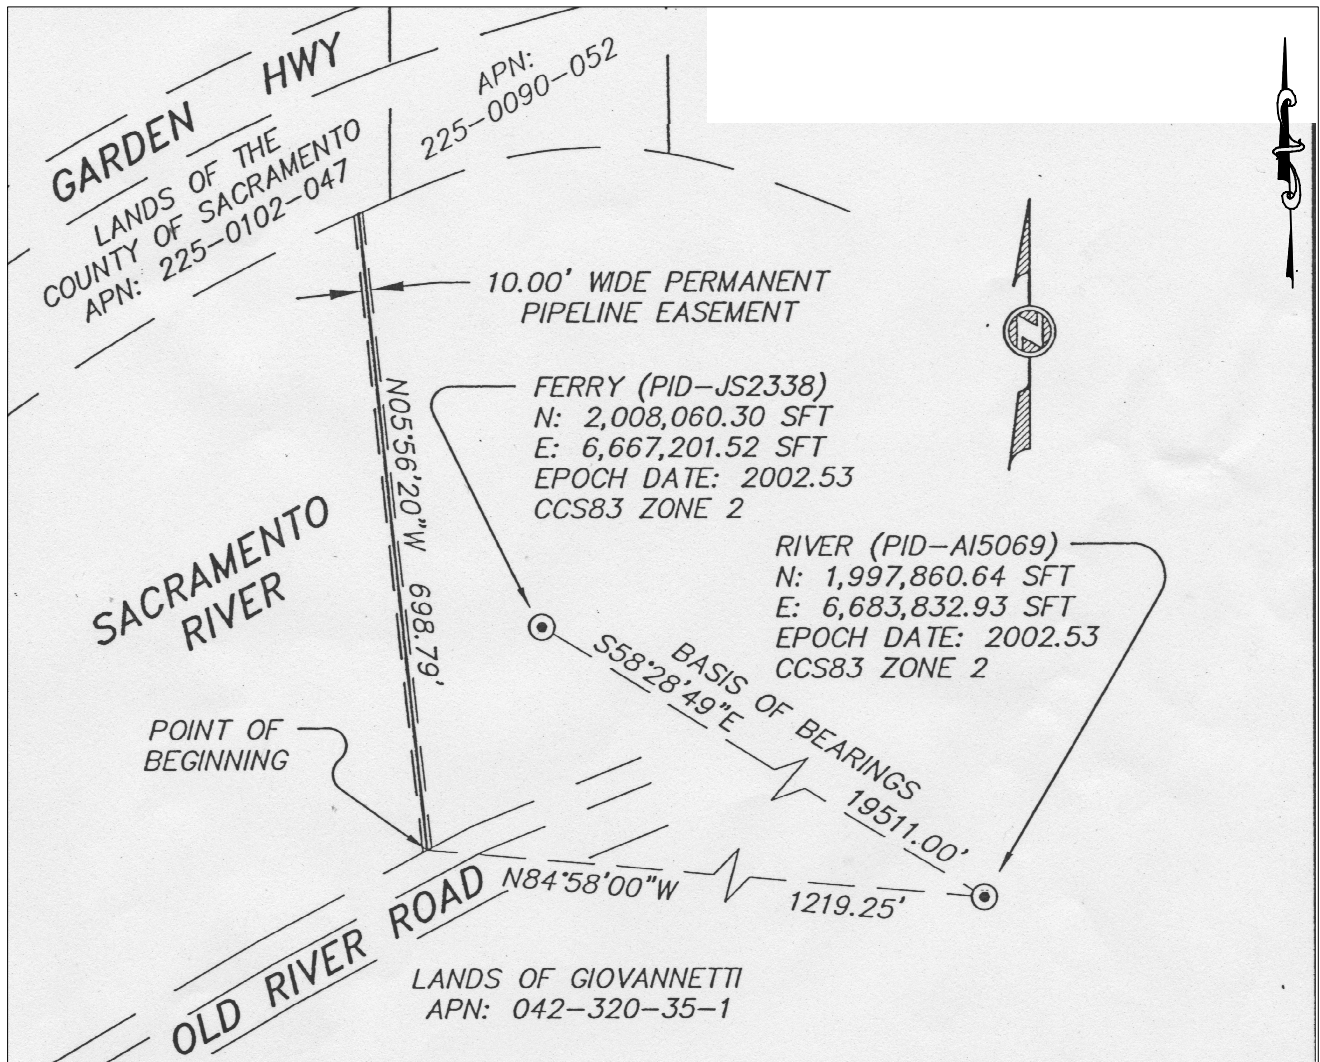 GARDEN HWY
LANDS OF THE
COUNTY OF SACRAMENTO
APN: 225-0102-047
APN:
225-0090-052
10.00' WIDE PERMANENT
PIPELINE EASEMENT
N
FERRY (PID-JS2338)
N: 2,008,060.30 SFT
E: 6,667,201.52 SFT
EPOCH DATE: 2002.53
CCS83 ZONE 2
N05°56'20"W 698.79'
SACRAMENTO
RIVER
RIVER (PID-AI5069)
N: 1,997,860.64 SFT
E: 6,683,832.93 SFT
EPOCH DATE: 2002.53
CCS83 ZONE 2
BASIS OF BEARINGS
S58°28'49"E 19511.00'
POINT OF
BEGINNING
N84°58'00"W 1219.25'
OLD RIVER ROAD
LANDS OF GIOVANNETTI
APN: 042-320-35-1